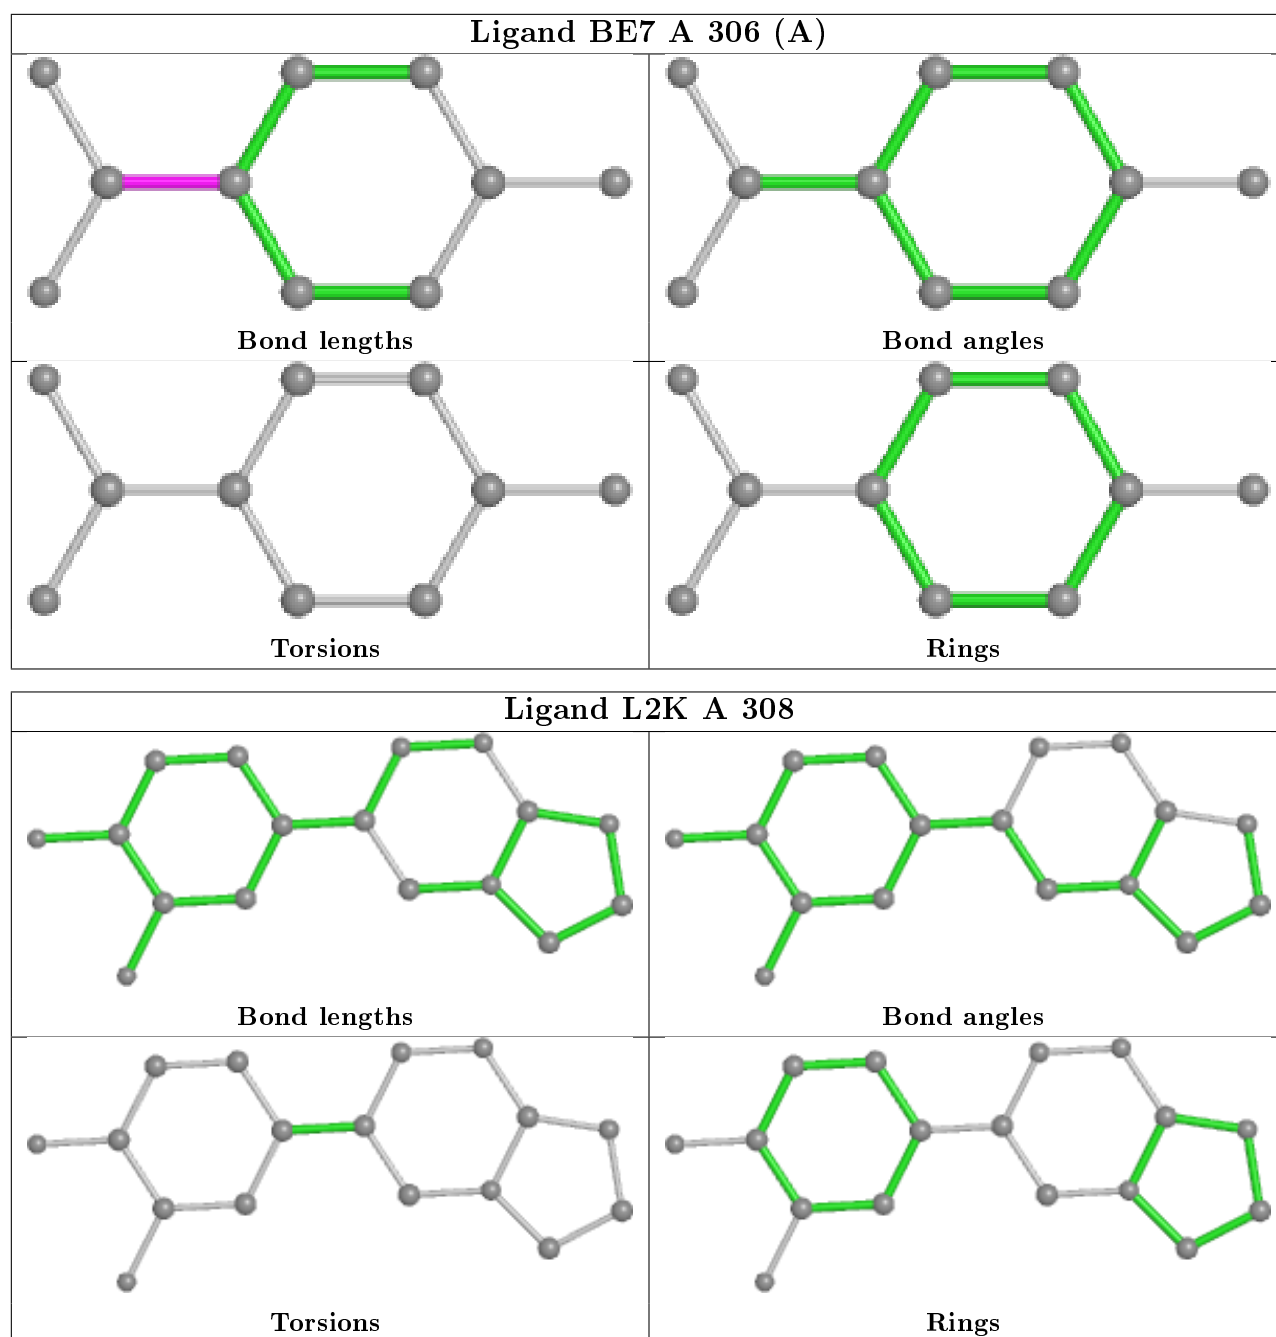 Ligand BE7 A 306 (A)
Bond lengths
Bond angles
Torsions
Rings
Ligand L2K A 308
Bond lengths
Bond angles
Torsions
Rings